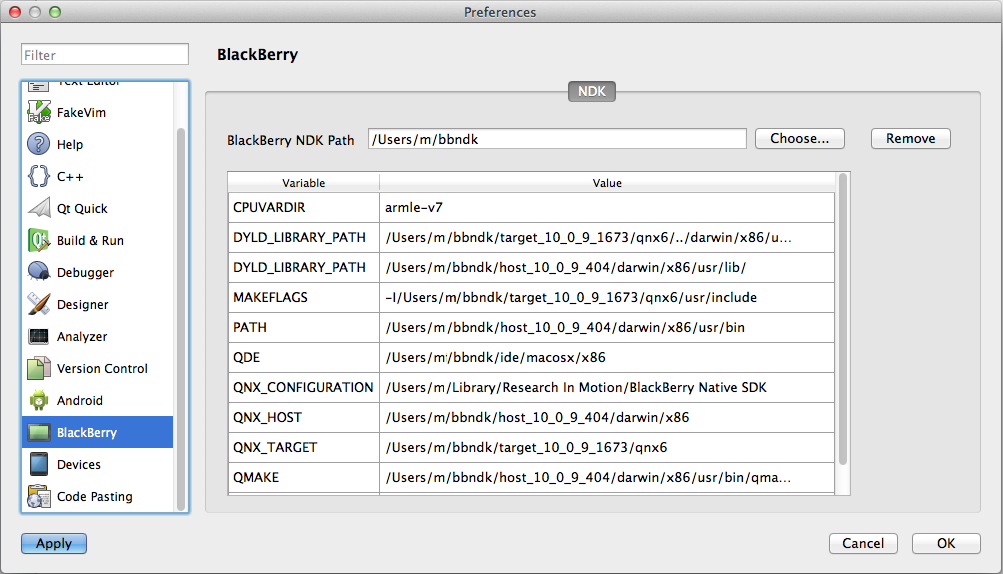 Preferences
Filter
BlackBerry
Text Editor
FakeVim
Help
C++
Qt Quick
Build & Run
Debugger
Designer
Analyzer
Version Control
Android
BlackBerry
Devices
Code Pasting
NDK
BlackBerry NDK Path /Users/m/bbndk Choose... Remove
Variable Value
CPUVARDIR armle-v7
DYLD_LIBRARY_PATH /Users/m/bbndk/target_10_0_9_1673/qnx6/../darwin/x86/u...
DYLD_LIBRARY_PATH /Users/m/bbndk/host_10_0_9_404/darwin/x86/usr/lib/
MAKEFLAGS -I/Users/m/bbndk/target_10_0_9_1673/qnx6/usr/include
PATH /Users/m/bbndk/host_10_0_9_404/darwin/x86/usr/bin
QDE /Users/m/bbndk/ide/macosx/x86
QNX_CONFIGURATION /Users/m/Library/Research In Motion/BlackBerry Native SDK
QNX_HOST /Users/m/bbndk/host_10_0_9_404/darwin/x86
QNX_TARGET /Users/m/bbndk/target_10_0_9_1673/qnx6
QMAKE /Users/m/bbndk/host_10_0_9_404/darwin/x86/usr/bin/qma...
Apply Cancel OK